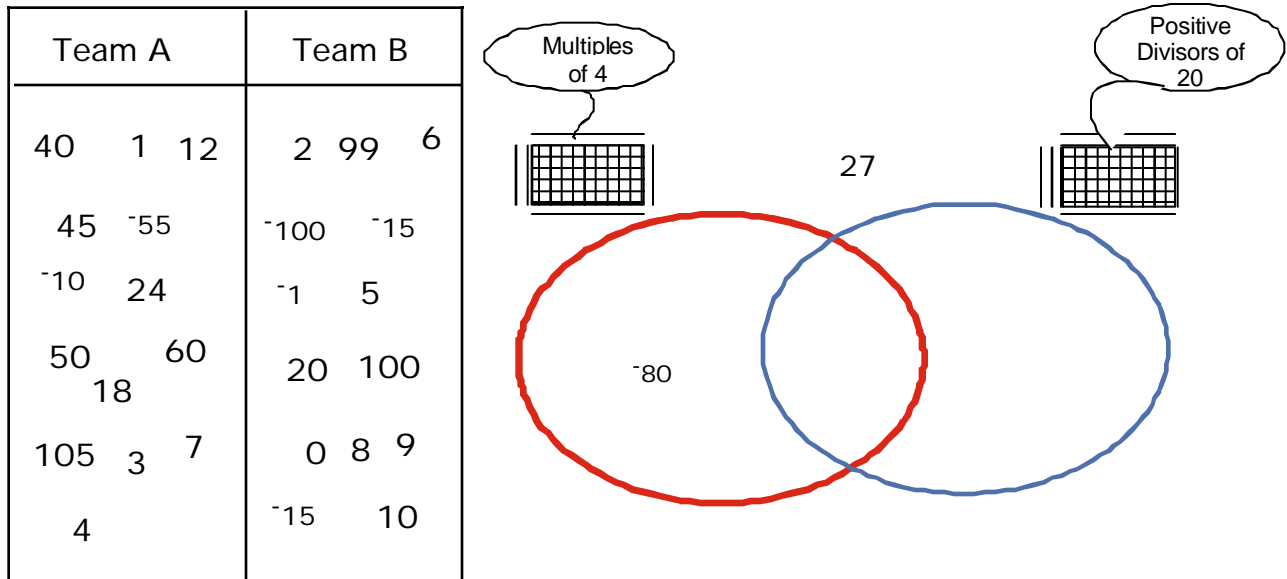 Team A
Team B
40 1 12
45 ⁻55
⁻10 24
50 60
18
105 3 7
4
2 99 6
⁻100 ⁻15
⁻1 5
20 100
0 8 9
⁻15 10
Multiples
of 4
Positive
Divisors of
20
27
⁻80